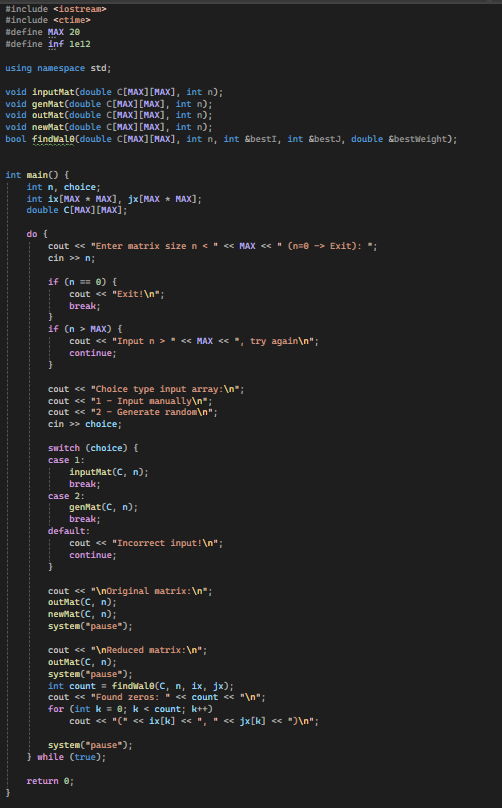 #include <iostream>
#include <ctime>
#define MAX 20
#define inf 1e12
using namespace std;
void inputMat(double C[MAX][MAX], int n);
void genMat(double C[MAX][MAX], int n);
void outMat(double C[MAX][MAX], int n);
void newMat(double C[MAX][MAX], int n);
bool findWal0(double C[MAX][MAX], int n, int &bestI, int &bestJ, double &bestWeight);
int main() {
int n, choice;
int ix[MAX * MAX], jx[MAX * MAX];
double C[MAX][MAX];
do {
cout << "Enter matrix size n < " << MAX << " (n=0 -> Exit): ";
cin >> n;
if (n == 0) {
cout << "Exit!\n";
break;
}
if (n > MAX) {
cout << "Input n > " << MAX << ", try again\n";
continue;
}
cout << "Choice type input array:\n";
cout << "1 - Input manually\n";
cout << "2 - Generate random\n";
cin >> choice;
switch (choice) {
case 1:
inputMat(C, n);
break;
case 2:
genMat(C, n);
break;
default:
cout << "Incorrect input!\n";
continue;
}
cout << "\nOriginal matrix:\n";
outMat(C, n);
newMat(C, n);
system("pause");
cout << "\nReduced matrix:\n";
outMat(C, n);
system("pause");
int count = findWal0(C, n, ix, jx);
cout << "Found zeros: " << count << "\n";
for (int k = 0; k < count; k++)
cout << "(" << ix[k] << ", " << jx[k] << ")\n";
system("pause");
} while (true);
return 0;
}